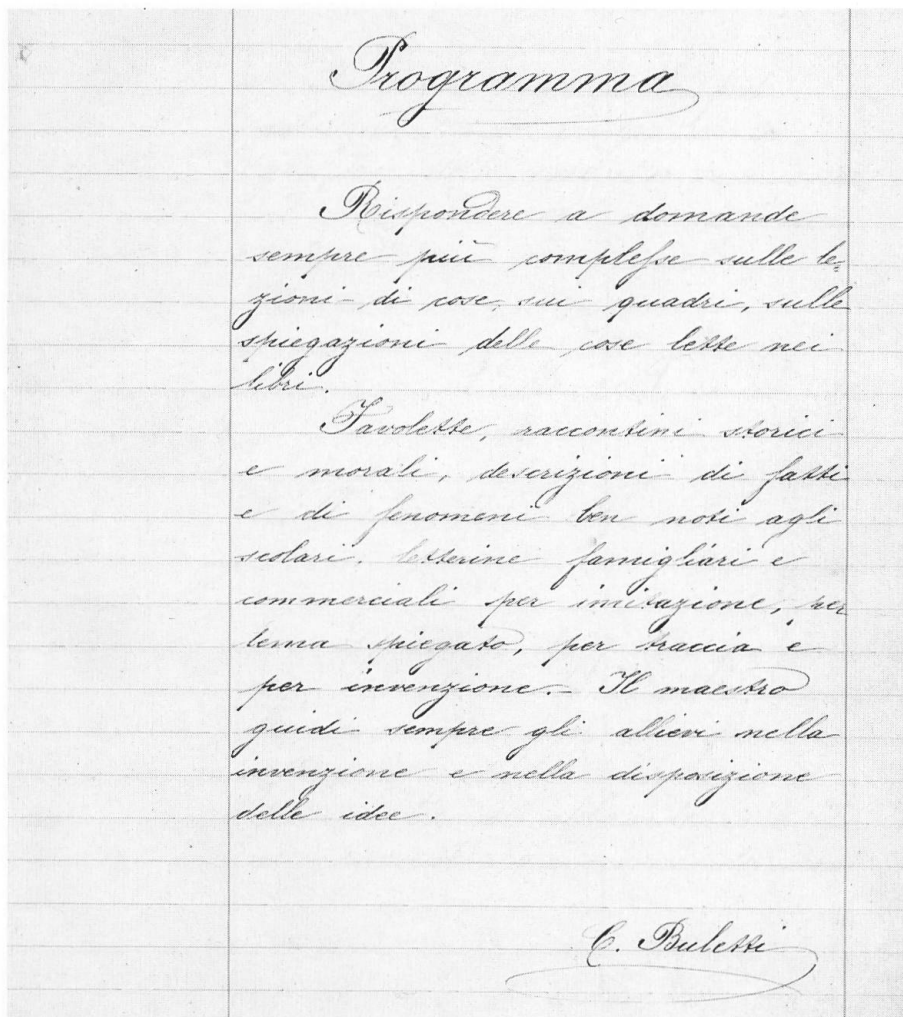 Programma
Rispondere a domande
sempre più complesse sulle le=
zioni di cose, sui quadri, sulle
spiegazioni delle cose lette nei
libri.
Favolette, raccontini storici
e morali, descrizioni di fatti
e di fenomeni ben noti agli
scolari, letterine famigliari e
commerciali per imitazione, per
tema spiegato, per traccia e
per invenzione. - Il maestro
guidi sempre gli allievi nella
invenzione e nella disposizione
delle idee.
C. Buletti